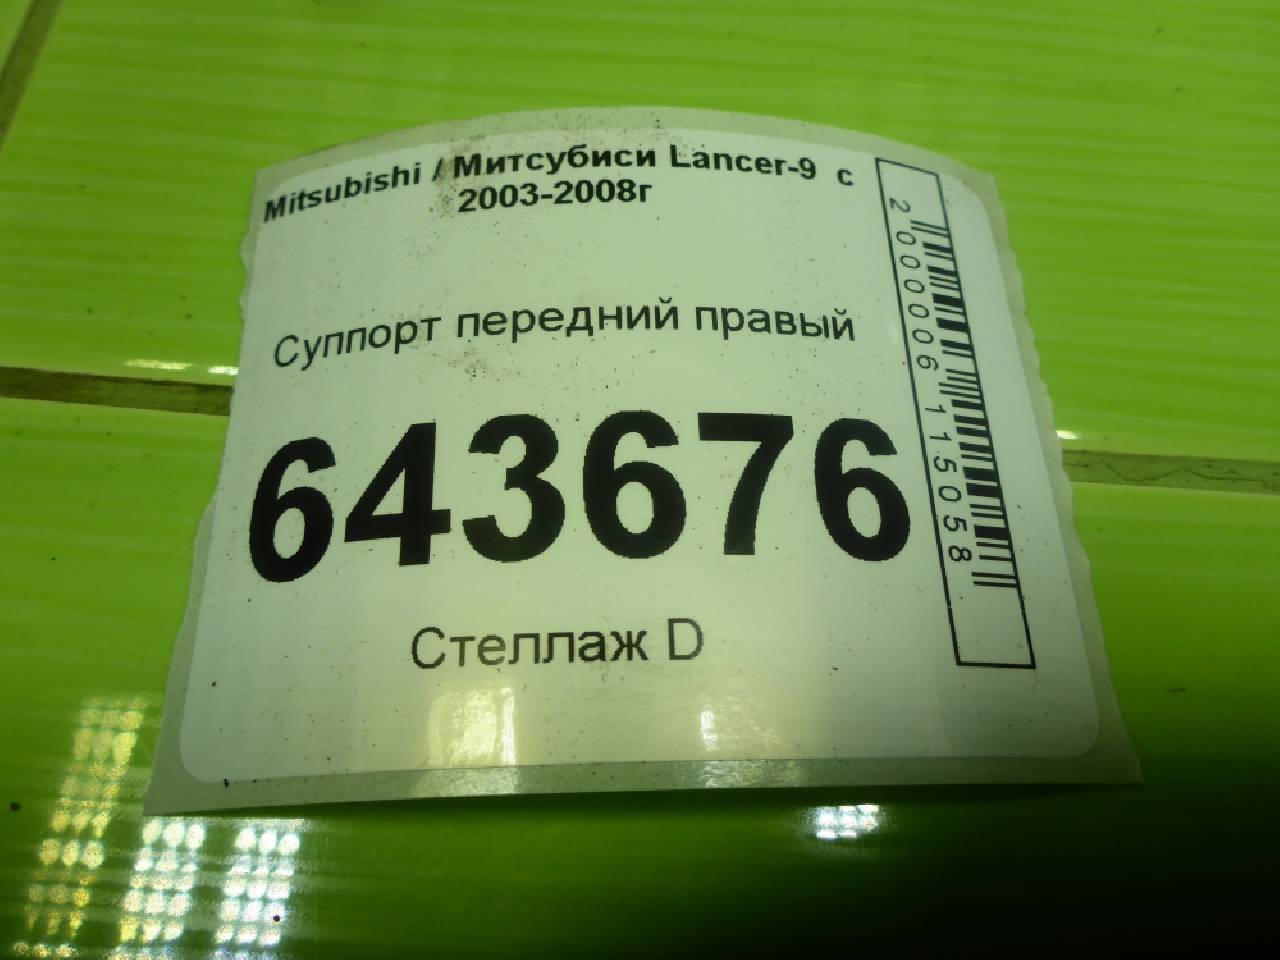 Mitsubishi / Митсубиси Lancer-9 с
2003-2008г
Суппорт передний правый
643676
Стеллаж D
2000006115058